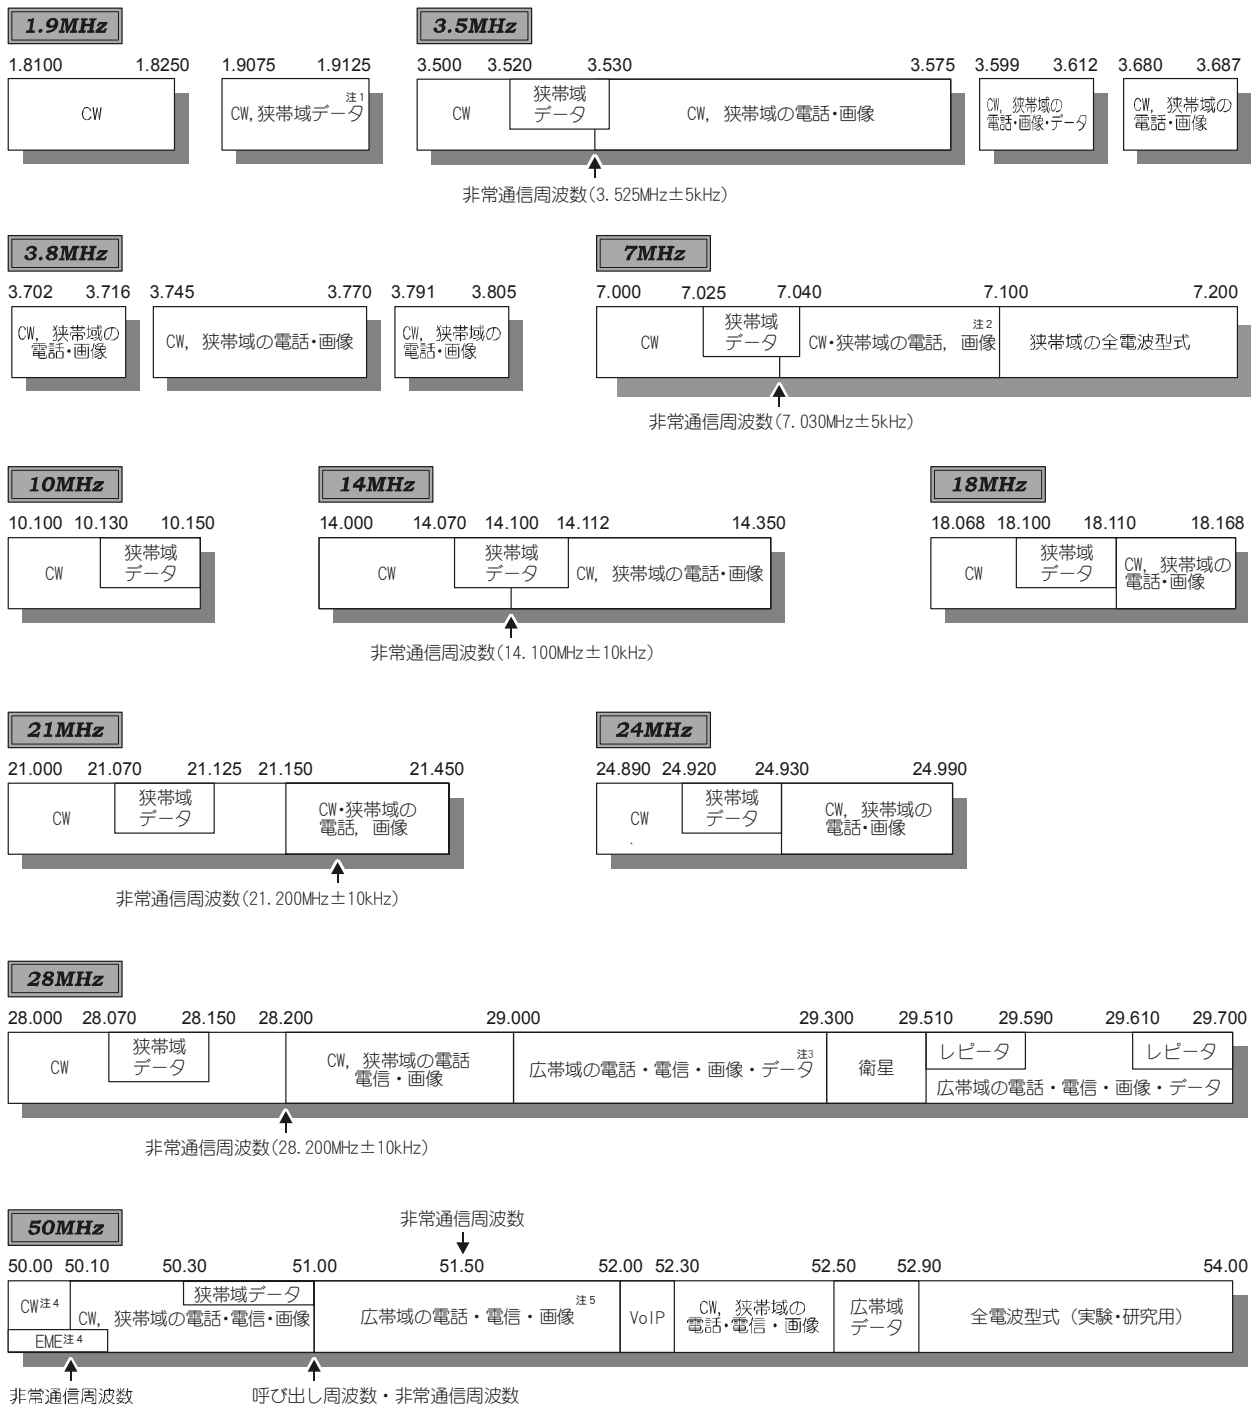 1.9MHz
3.5MHz
1.8100 1.8250 1.9075 1.9125 3.500 3.520 3.530 3.575 3.599 3.612 3.680 3.687
CW
CW, 狭帯域データ 注1
CW
狭帯域
データ
CW, 狭帯域の電話・画像
CW, 狭帯域の
電話・画像・データ
CW, 狭帯域の
電話・画像
非常通信周波数(3.525MHz±5kHz)
3.8MHz
7MHz
3.702 3.716 3.745 3.770 3.791 3.805 7.000 7.025 7.040 7.100 7.200
CW, 狭帯域の
電話・画像
CW, 狭帯域の電話・画像
CW, 狭帯域の
電話・画像
CW
狭帯域
データ
CW・狭帯域の電話, 画像 注2
狭帯域の全電波型式
非常通信周波数(7.030MHz±5kHz)
10MHz
14MHz
18MHz
10.100 10.130 10.150 14.000 14.070 14.100 14.112 14.350 18.068 18.100 18.110 18.168
CW
狭帯域
データ
CW
狭帯域
データ
CW, 狭帯域の電話・画像
CW
狭帯域
データ
CW, 狭帯域の
電話・画像
非常通信周波数(14.100MHz±10kHz)
21MHz
24MHz
21.000 21.070 21.125 21.150 21.450 24.890 24.920 24.930 24.990
CW
狭帯域
データ
CW・狭帯域の
電話, 画像
CW
狭帯域
データ
CW, 狭帯域の
電話・画像
非常通信周波数(21.200MHz±10kHz)
28MHz
28.000 28.070 28.150 28.200 29.000 29.300 29.510 29.590 29.610 29.700
CW
狭帯域
データ
CW, 狭帯域の電話
電信・画像
広帯域の電話・電信・画像・データ 注3
衛星
レピータ
レピータ
広帯域の電話・電信・画像・データ
非常通信周波数(28.200MHz±10kHz)
50MHz
非常通信周波数
50.00 50.10 50.30 51.00 51.50 52.00 52.30 52.50 52.90 54.00
CW注4
EME注4
狭帯域データ
CW, 狭帯域の電話・電信・画像
広帯域の電話・電信・画像 注5
VoIP
CW, 狭帯域の
電話・電信・画像
広帯域
データ
全電波型式（実験・研究用）
非常通信周波数
呼び出し周波数・非常通信周波数